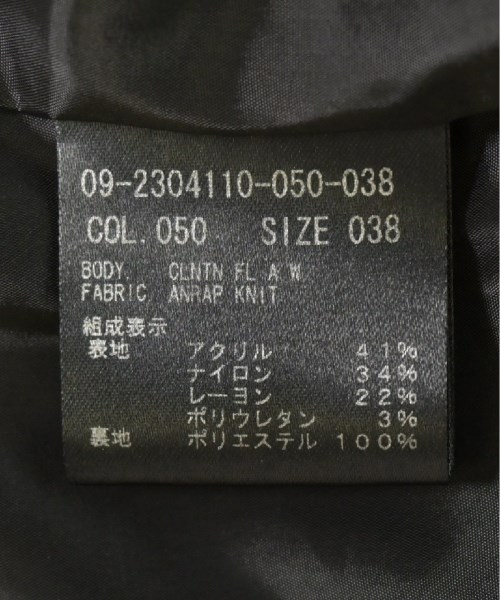 09-2304110-050-038
COL.050 SIZE 038
BODY. CLNTN FL A W
FABRIC ANRAP KNIT
組成表示
表地 アクリル 41%
ナイロン 34%
レーヨン 22%
ポリウレタン 3%
裏地 ポリエステル 100%